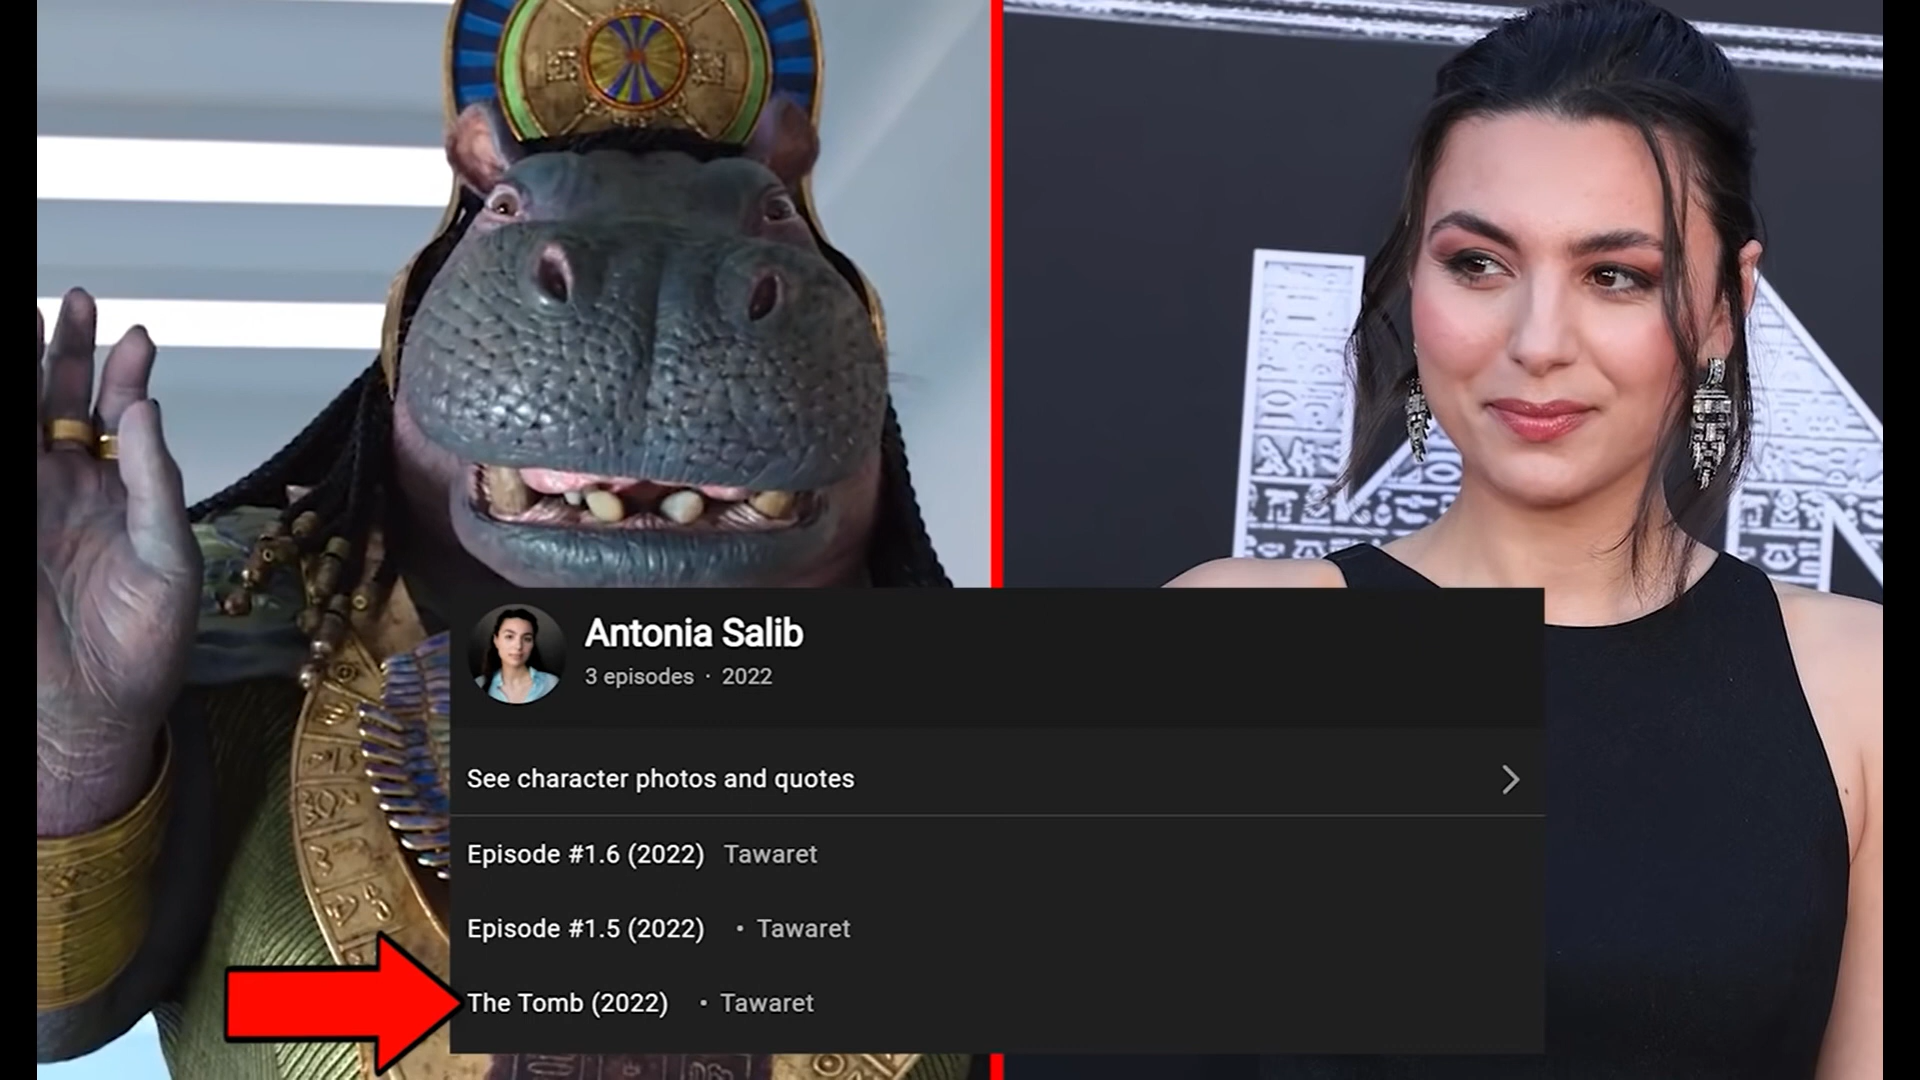 Antonia Salib
3 episodes · 2022
See character photos and quotes
Episode #1.6 (2022) Tawaret
Episode #1.5 (2022) • Tawaret
The Tomb (2022) • Tawaret